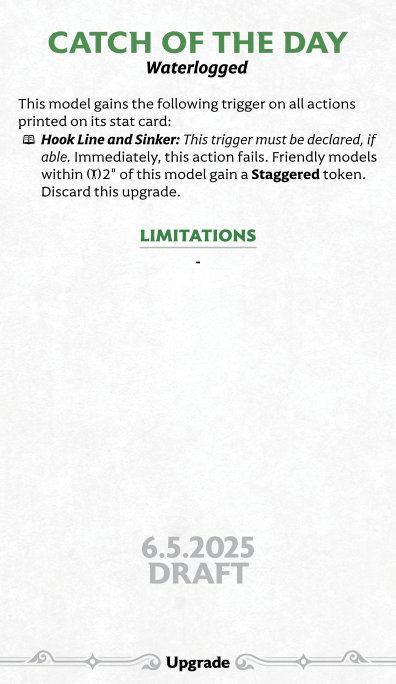 CATCH OF THE DAY
Waterlogged
This model gains the following trigger on all actions
printed on its stat card:
Hook Line and Sinker: This trigger must be declared, if
able. Immediately, this action fails. Friendly models
within 2" of this model gain a Staggered token.
Discard this upgrade.
LIMITATIONS
-
6.5.2025
DRAFT
Upgrade